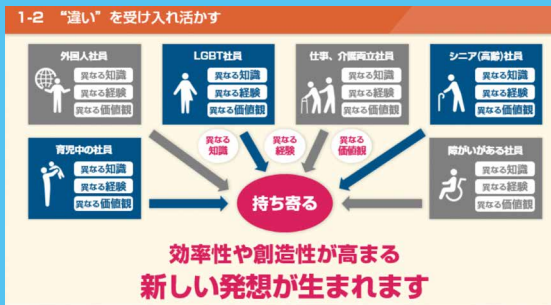 1-2 “違い”を受け入れ活かす
外国人社員
異なる知識
異なる経験
異なる価値観
LGBT社員
異なる知識
異なる経験
異なる価値観
仕事、介護両立社員
異なる知識
異なる経験
異なる価値観
シニア(高齢)社員
異なる知識
異なる経験
異なる価値観
育児中の社員
異なる知識
異なる経験
異なる価値観
異なる
知識
異なる
経験
異なる
価値観
障がいがある社員
異なる知識
異なる経験
異なる価値観
持ち寄る
効率性や創造性が高まる
新しい発想が生まれます